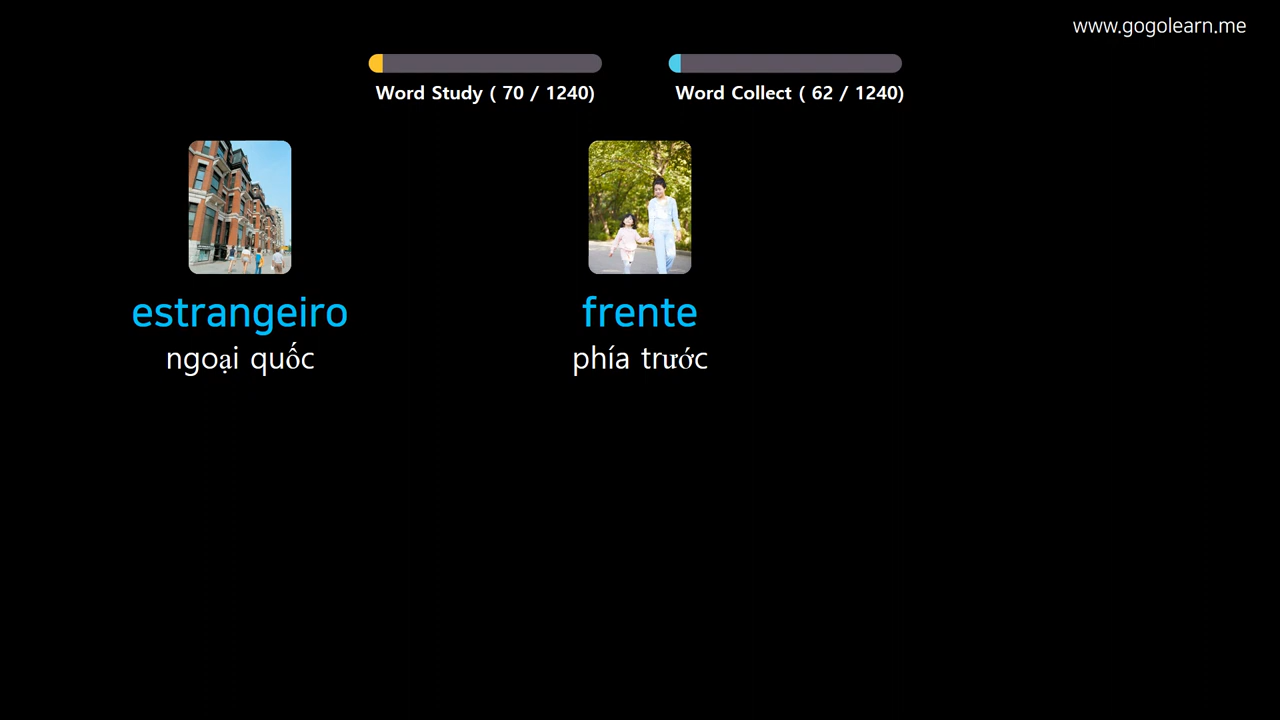 www.gogolearn.me
Word Study ( 70 / 1240)
Word Collect ( 62 / 1240)
estrangeiro
ngoại quốc
frente
phía trước